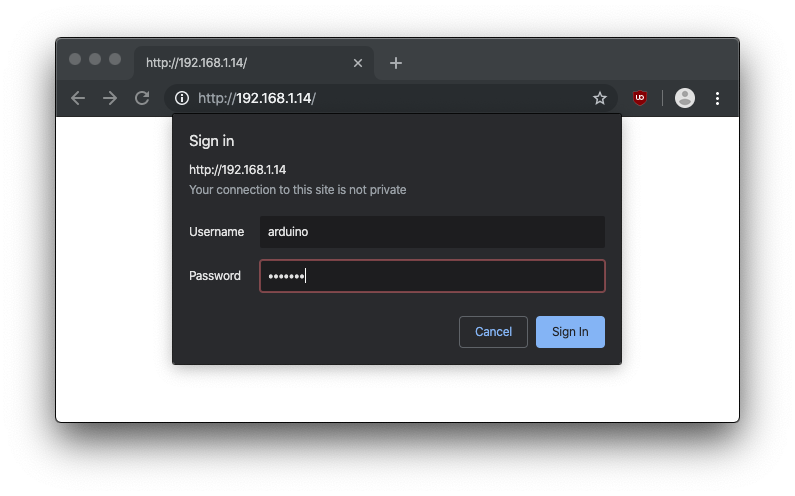 http://192.168.1.14/
http://192.168.1.14/
UO
Sign in
http://192.168.1.14
Your connection to this site is not private
Username arduino
Password •••••••
Cancel Sign In